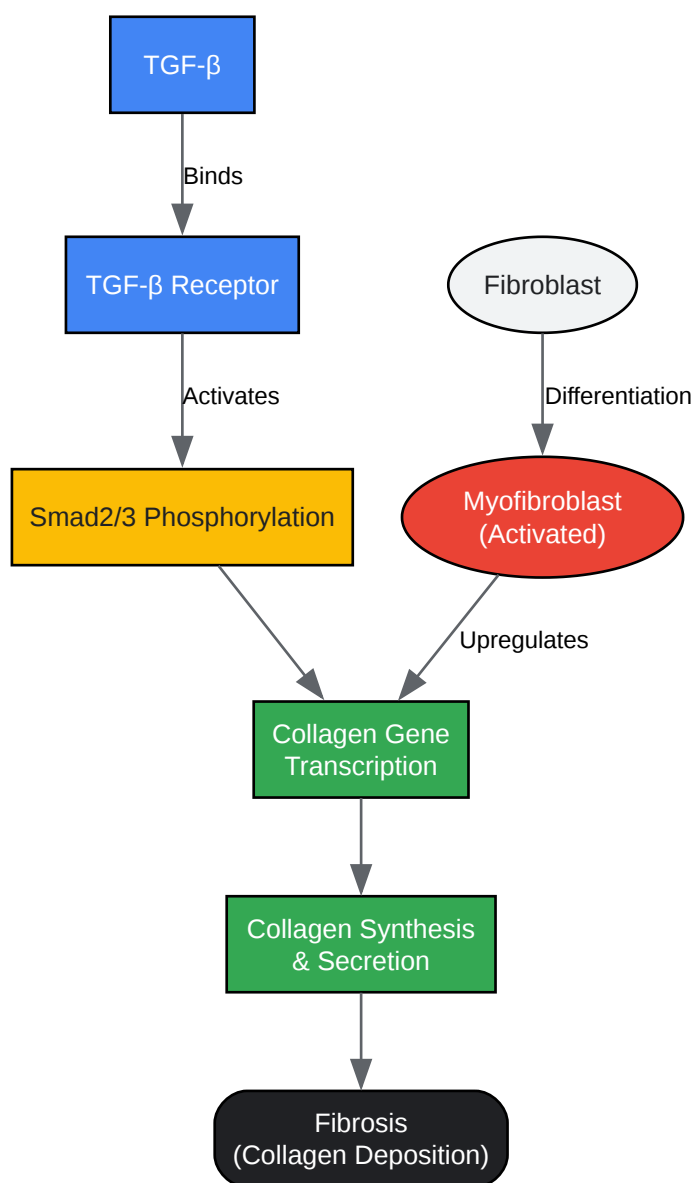 TGF-β
Binds
TGF-β Receptor
Fibroblast
Activates
Differentiation
Smad2/3 Phosphorylation
Myofibroblast
(Activated)
Upregulates
Collagen Gene
Transcription
Collagen Synthesis
& Secretion
Fibrosis
(Collagen Deposition)